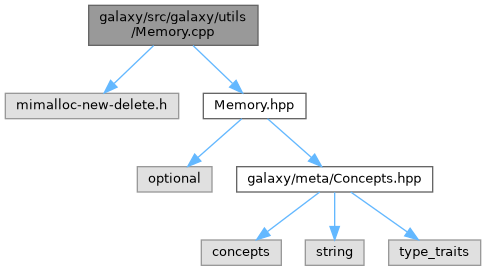 galaxy/src/galaxy/utils
/Memory.cpp
mimalloc-new-delete.h
Memory.hpp
optional
galaxy/meta/Concepts.hpp
concepts
string
type_traits